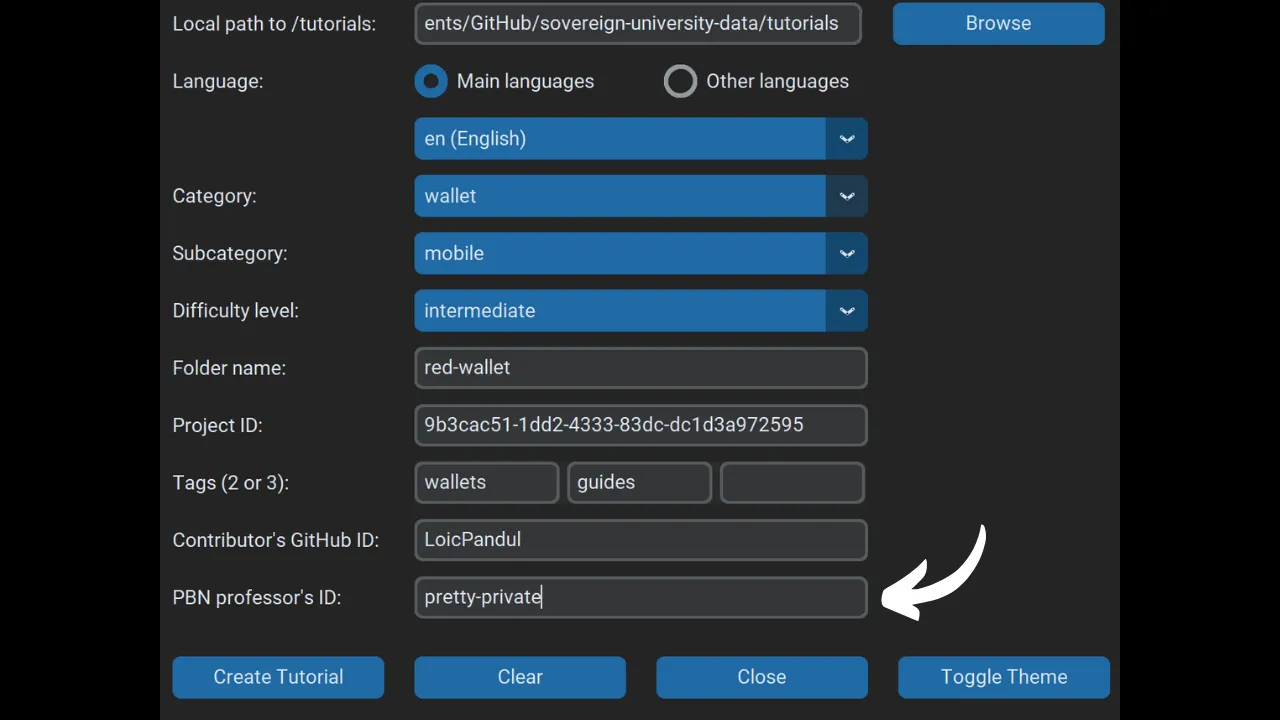 Local path to /tutorials: ents/GitHub/sovereign-university-data/tutorials Browse
Language: Main languages Other languages
en (English)
Category: wallet
Subcategory: mobile
Difficulty level: intermediate
Folder name: red-wallet
Project ID: 9b3cac51-1dd2-4333-83dc-dc1d3a972595
Tags (2 or 3): wallets guides
Contributor's GitHub ID: LoicPandul
PBN professor's ID: pretty-private
Create Tutorial Clear Close Toggle Theme